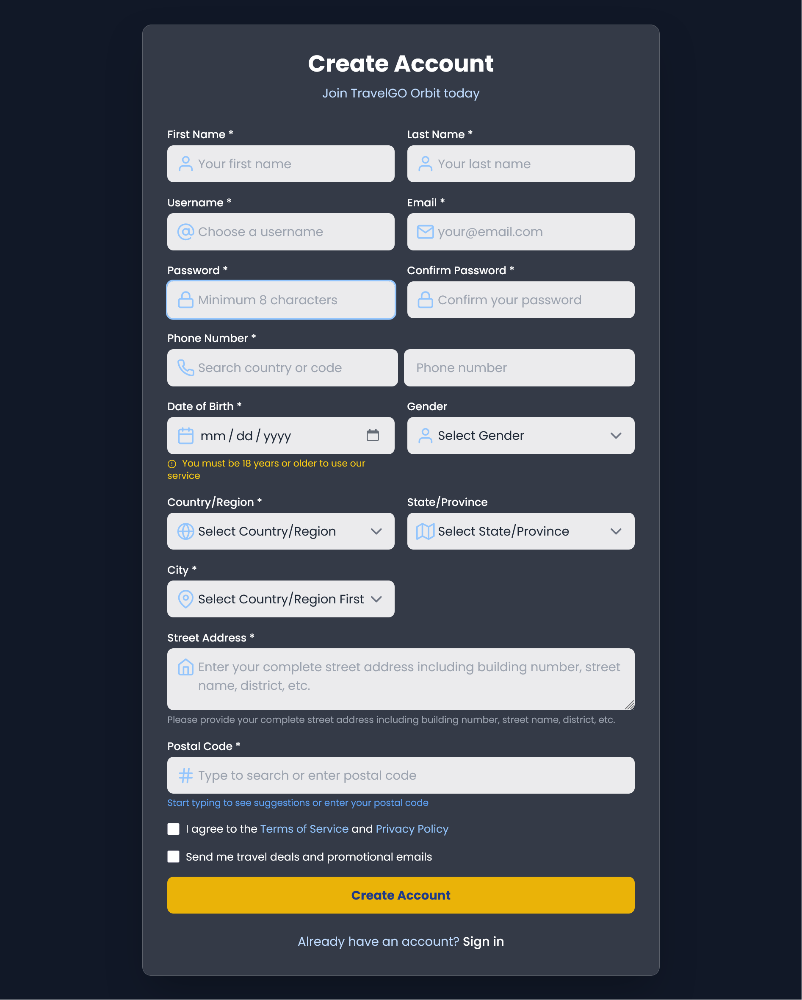 Create Account
Join TravelGO Orbit today
First Name *
Last Name *
Your first name
Your last name
Username *
Email *
Choose a username
your@email.com
Password *
Confirm Password *
Minimum 8 characters
Confirm your password
Phone Number *
Search country or code
Phone number
Date of Birth *
Gender
mm / dd / yyyy
Select Gender
You must be 18 years or older to use our
service
Country/Region *
State/Province
Select Country/Region
Select State/Province
City *
Select Country/Region First
Street Address *
Enter your complete street address including building number, street
name, district, etc.
Please provide your complete street address including building number, street name, district, etc.
Postal Code *
Type to search or enter postal code
Start typing to see suggestions or enter your postal code
I agree to the Terms of Service and Privacy Policy
Send me travel deals and promotional emails
Create Account
Already have an account? Sign in